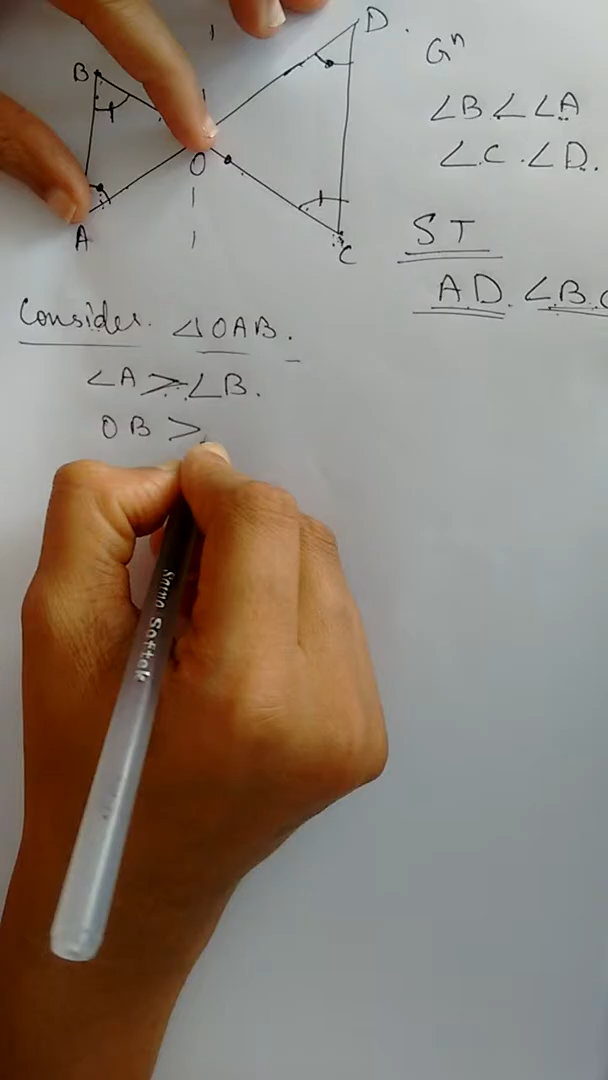 B
D
O
A
C
Gⁿ
∠B < ∠A
∠C . ∠D.
ST
AD. < B.C
Consider. △OAB.
∠A > ∠B.
OB >